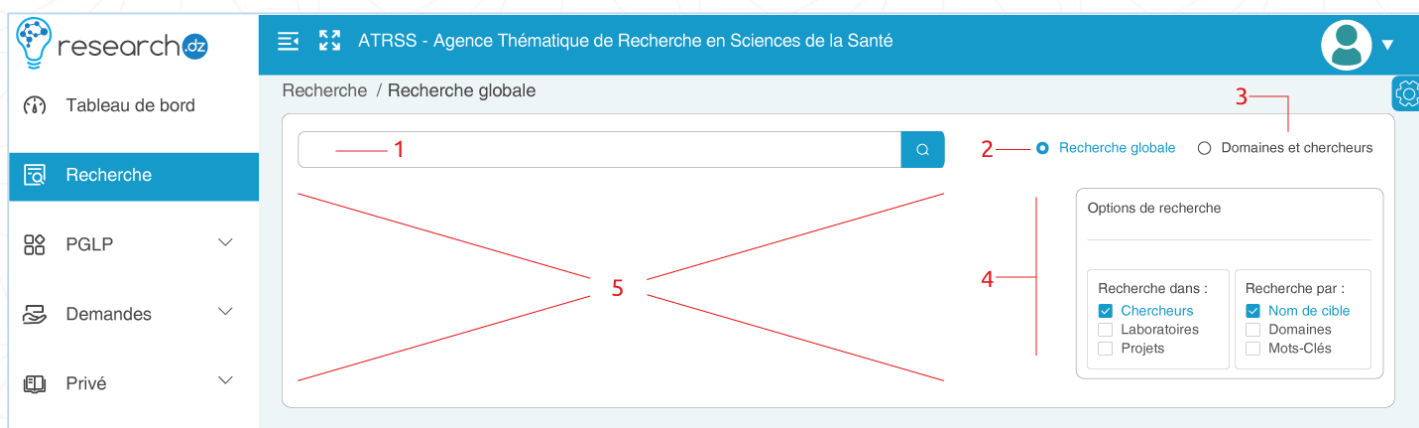 research.dz
ATRSS - Agence Thématique de Recherche en Sciences de la Santé
Tableau de bord
Recherche
PGLP
Demandes
Privé
Recherche / Recherche globale
3
1
2
Recherche globale
Domaines et chercheurs
Options de recherche
4
5
Recherche dans :
Chercheurs
Laboratoires
Projets
Recherche par :
Nom de cible
Domaines
Mots-Clés